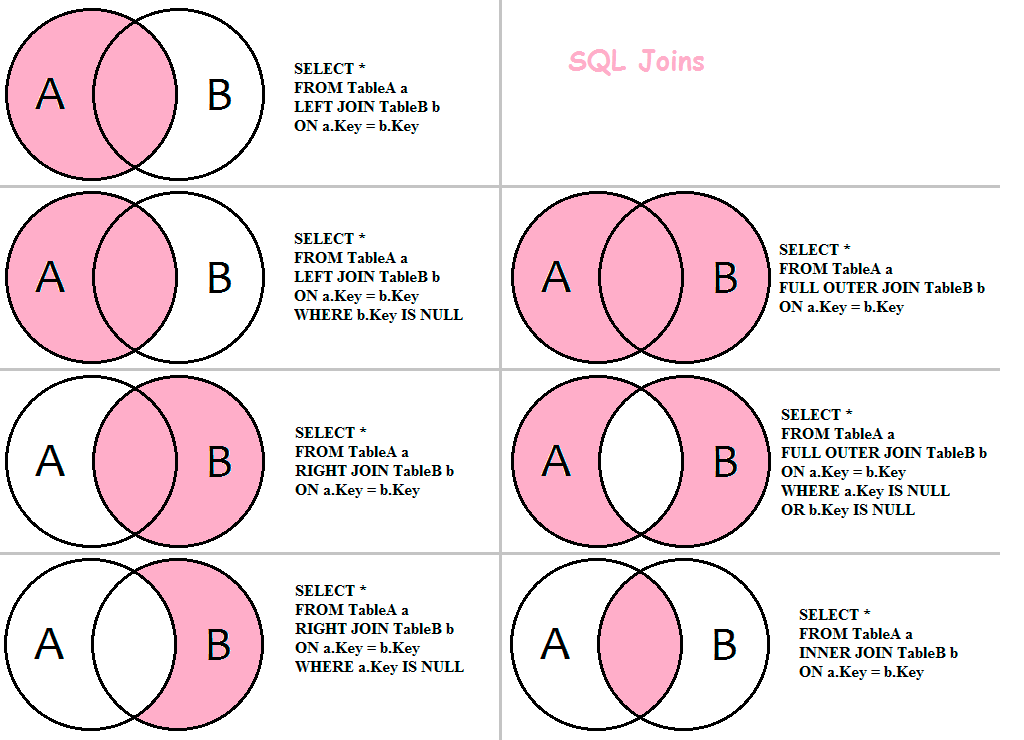 A
B
SELECT *
FROM TableA a
LEFT JOIN TableB b
ON a.Key = b.Key
SQL Joins
A
B
SELECT *
FROM TableA a
LEFT JOIN TableB b
ON a.Key = b.Key
WHERE b.Key IS NULL
A
B
SELECT *
FROM TableA a
FULL OUTER JOIN TableB b
ON a.Key = b.Key
A
B
SELECT *
FROM TableA a
RIGHT JOIN TableB b
ON a.Key = b.Key
A
B
SELECT *
FROM TableA a
FULL OUTER JOIN TableB b
ON a.Key = b.Key
WHERE a.Key IS NULL
OR b.Key IS NULL
A
B
SELECT *
FROM TableA a
RIGHT JOIN TableB b
ON a.Key = b.Key
WHERE a.Key IS NULL
A
B
SELECT *
FROM TableA a
INNER JOIN TableB b
ON a.Key = b.Key